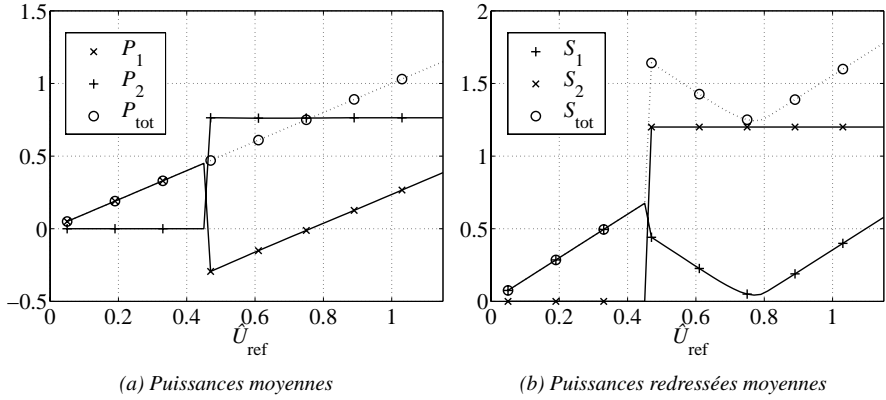 1.5
1
0.5
0
−0.5
0
0.2
0.4
0.6
0.8
1
P1
P2
Ptot
Ûref
(a) Puissances moyennes
2
1.5
1
0.5
0
0
0.2
0.4
0.6
0.8
1
S1
S2
Stot
Ûref
(b) Puissances redressées moyennes